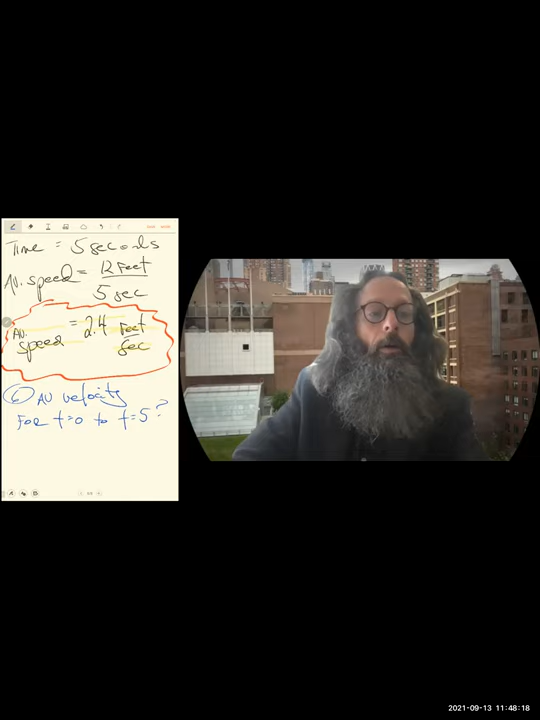 Time = 5 seconds
Av. speed = 12 Feet
5 sec
Av. speed = 2.4 Feet
sec
Av velocity
For t=0 to t=5?
2021-09-13 11:48:18